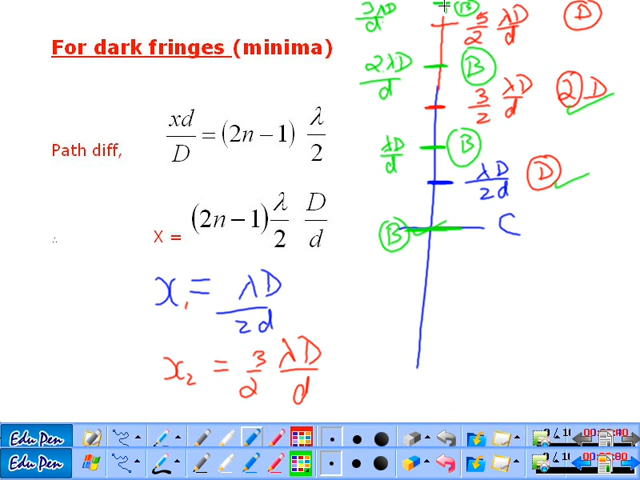 For dark fringes (minima)
Path diff, xd/D = (2n − 1) λ/2
∴ X = (2n − 1) λ/2 D/d
x₁ = λD/2d
x₂ = 3/2 λD/d
3λD/d B
5/2 λD/d D
2λD/d B
3/2 λD/d 2 D
λD/d B
λD/2d D
B C
Edu Pen
Edu Pen